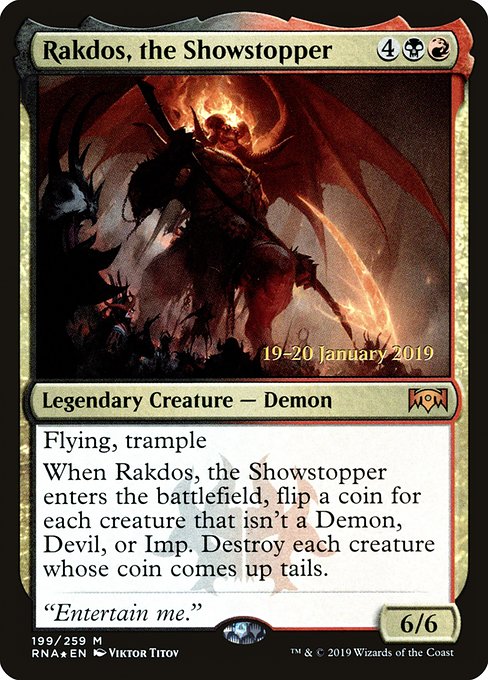 Rakdos, the Showstopper 4
19–20 January 2019
Legendary Creature — Demon
Flying, trample
When Rakdos, the Showstopper
enters the battlefield, flip a coin for
each creature that isn't a Demon,
Devil, or Imp. Destroy each creature
whose coin comes up tails.
“Entertain me.”
6/6
199/259 M
RNA★EN Viktor Titov
™ & © 2019 Wizards of the Coast